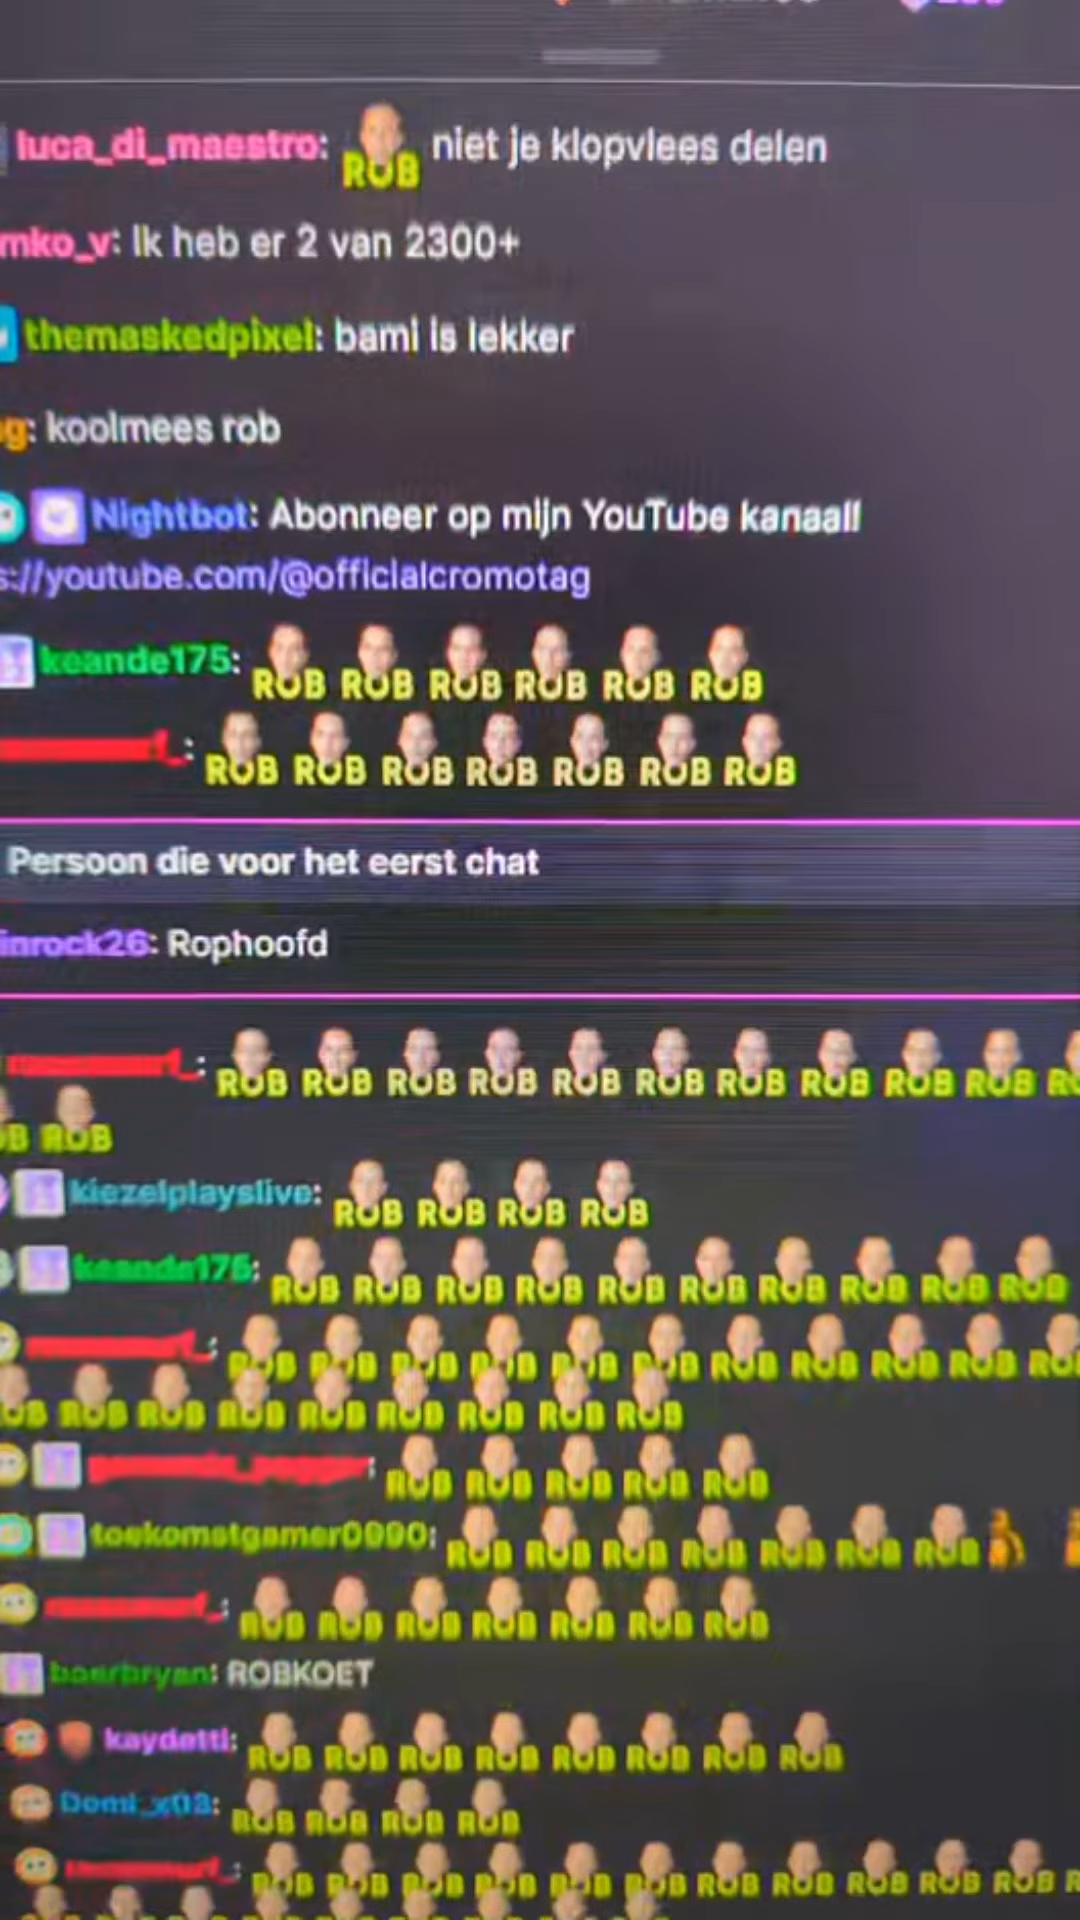 luca_di_maestro: ROB niet je klopvlees delen
mko_v: Ik heb er 2 van 2300+
themaskedpixel: bami is lekker
g: koolmees rob
Nightbot: Abonneer op mijn YouTube kanaal!
s://youtube.com/@officialcromotag
keande175: ROB ROB ROB ROB ROB ROB
ROB ROB ROB ROB ROB ROB ROB
Persoon die voor het eerst chat
inrock26: Rophoofd
ROB ROB ROB ROB ROB ROB ROB ROB ROB ROB RO
OB ROB
kiezelplayslive: ROB ROB ROB ROB
keande175: ROB ROB ROB ROB ROB ROB ROB ROB ROB ROB
ROB ROB ROB ROB ROB ROB ROB ROB ROB ROB RO
OB ROB ROB ROB ROB ROB ROB ROB ROB
ROB ROB ROB ROB ROB
toekomstgamer0090: ROB ROB ROB ROB ROB ROB ROB
ROB ROB ROB ROB ROB ROB ROB
boerbryan: ROBKOET
kaydetti: ROB ROB ROB ROB ROB ROB ROB ROB
Domi_x03: ROB ROB ROB ROB
ROB ROB ROB ROB ROB ROB ROB ROB ROB ROB ROB R